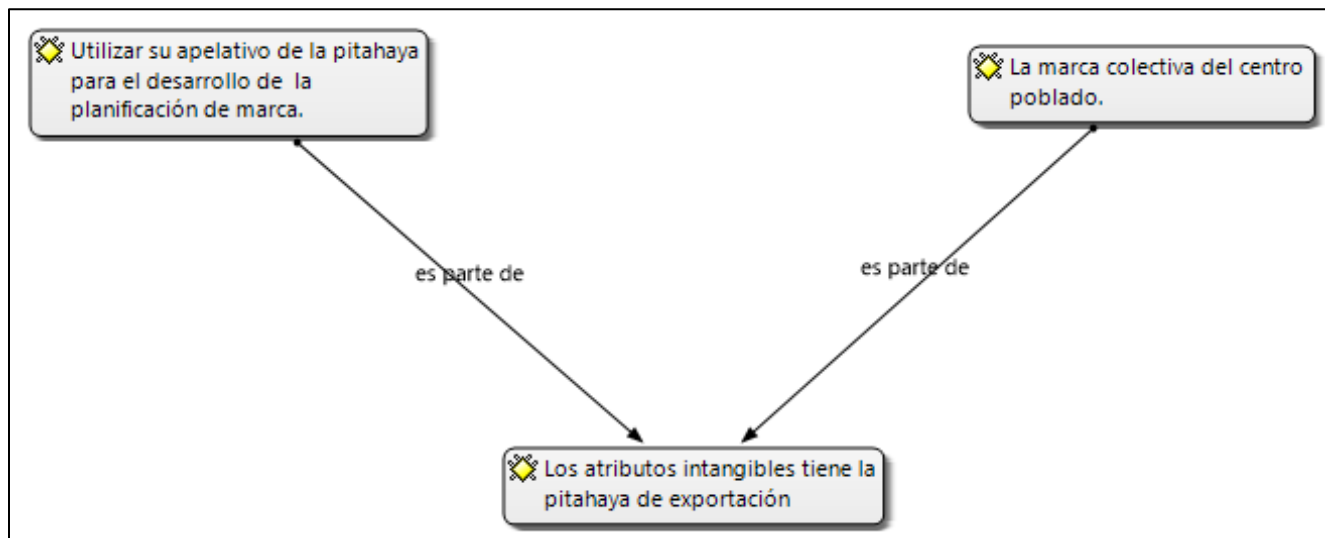 Utilizar su apelativo de la pitahaya
para el desarrollo de  la
planificación de marca.
La marca colectiva del centro
poblado.
es parte de
es parte de
Los atributos intangibles tiene la
pitahaya de exportación